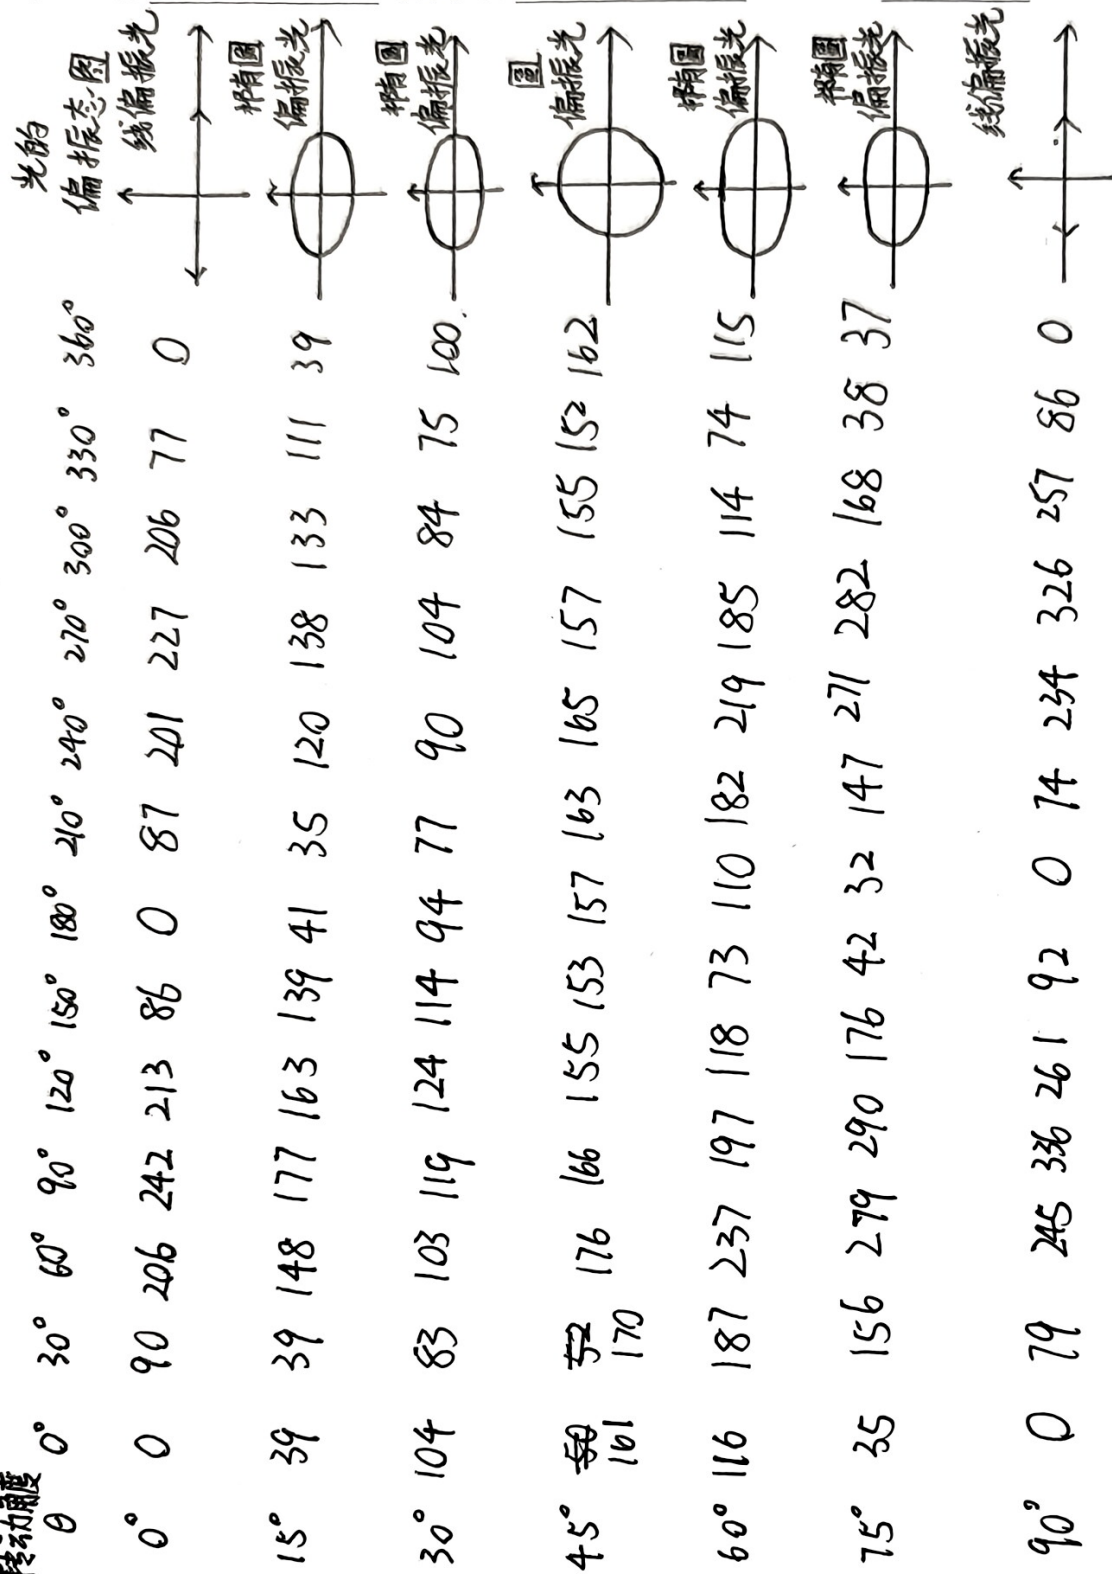 转动角度
θ 0° 30° 60° 90° 120° 150° 180° 210° 240° 270° 300° 330° 360° 光的
偏振态图
0° 0 90 206 242 213 86 0 87 201 227 206 77 0 线偏振光
15° 39 39 148 177 163 139 41 35 120 138 133 111 39 椭圆
偏振光
30° 104 83 103 119 124 114 94 77 90 104 84 75 100 椭圆
偏振光
45° 50 52 176 166 155 153 157 163 165 157 155 152 162 圆
偏振光
161 170
60° 116 187 237 197 118 73 110 182 219 185 114 74 115 椭圆
偏振光
75° 35 156 279 290 176 42 32 147 271 282 168 38 37 椭圆
偏振光
90° 0 79 245 336 261 92 0 74 234 326 257 86 0 线偏振光